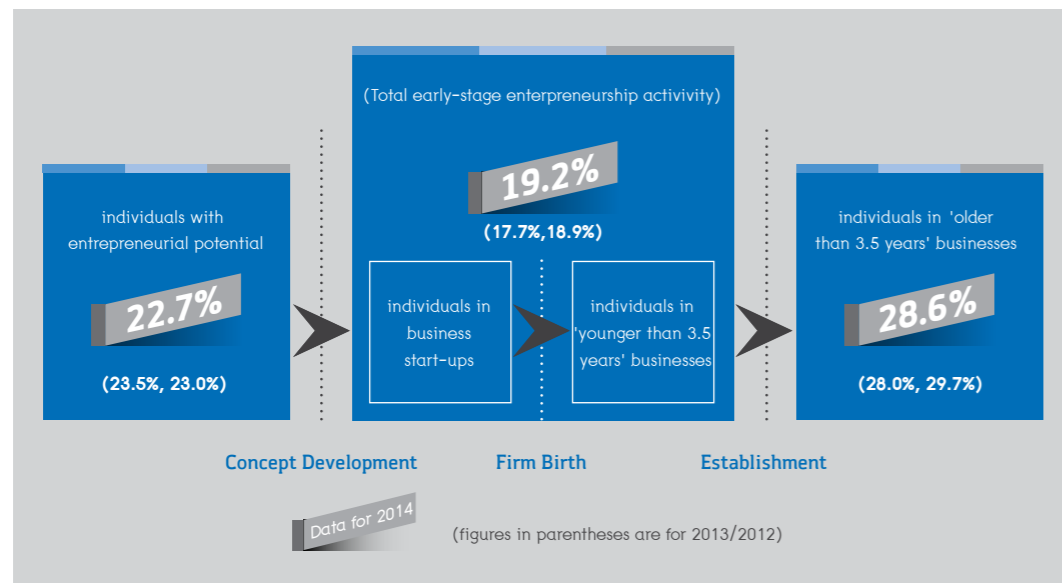 (Total early-stage enterpreneurship activivity)
19.2%
(17.7%,18.9%)
individuals with
entrepreneurial potential
22.7%
(23.5%, 23.0%)
individuals in
business
start-ups
individuals in
'younger than 3.5
years' businesses
individuals in 'older
than 3.5 years' businesses
28.6%
(28.0%, 29.7%)
Concept Development
Firm Birth
Establishment
Data for 2014
(figures in parentheses are for 2013/2012)